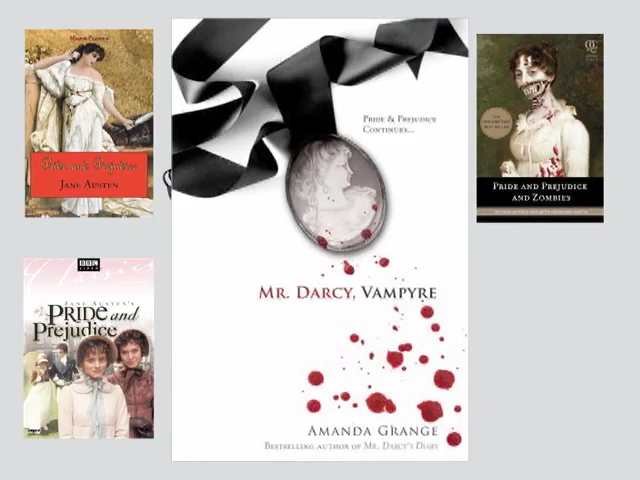 Pride and Prejudice
JANE AUSTEN
BBC
VIDEO
JANE AUSTEN'S
PRIDE and
Prejudice
PRIDE & PREJUDICE
CONTINUES...
MR. DARCY, VAMPYRE
AMANDA GRANGE
BESTSELLING AUTHOR OF MR. DARCY'S DIARY
PRIDE AND PREJUDICE
AND ZOMBIES